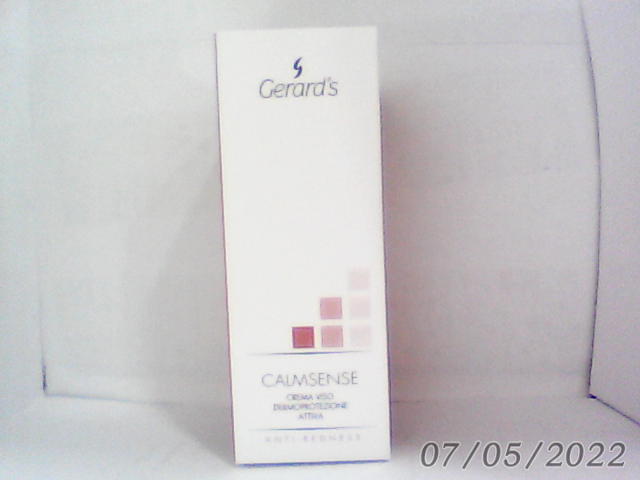 Gerard's
CALMSENSE
CREMA VISO
DERMOPROTEZIONE
ATTIVA
ANTI-REDNESS
07/05/2022